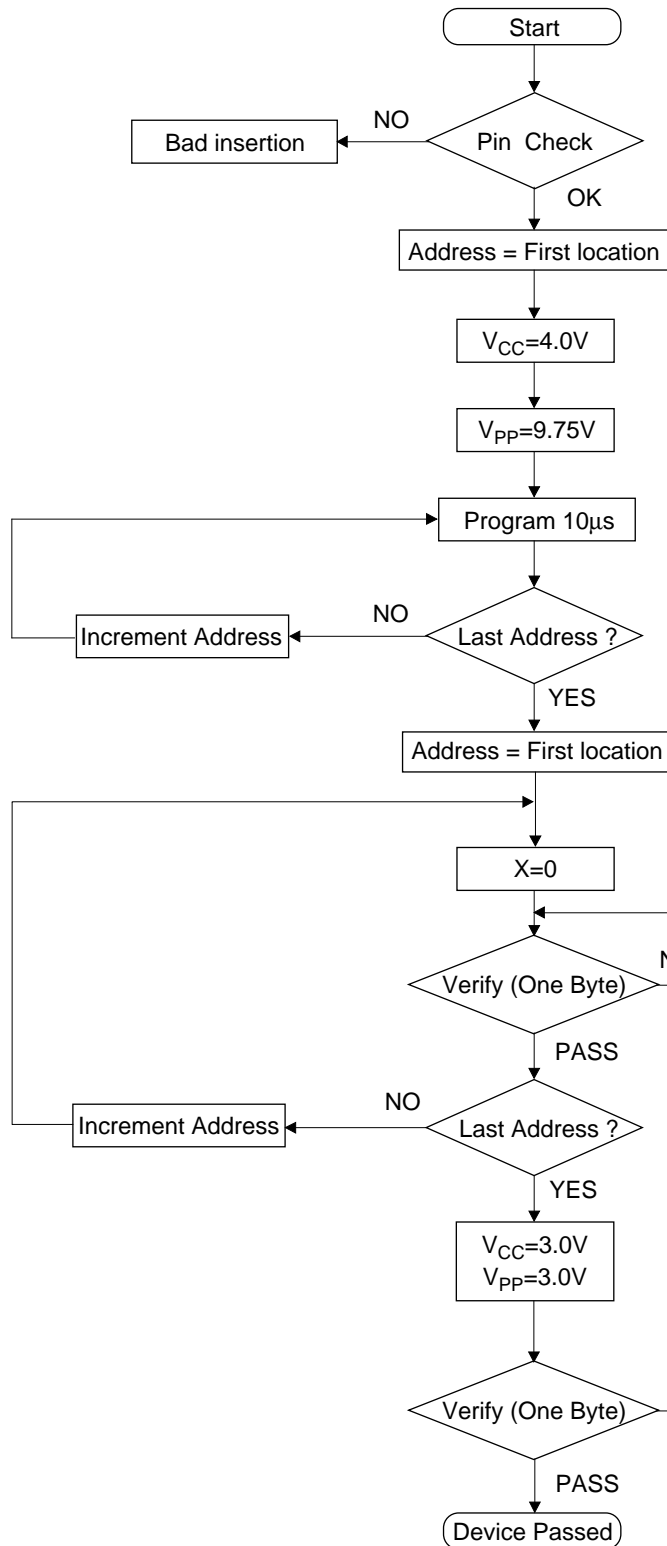 Start
NO
Pin Check
Bad insertion
OK
Address = First location
VCC=4.0V
VPP=9.75V
Program 10μs
NO
Increment Address
Last Address ?
YES
Address = First location
X=0
Verify (One Byte)
PASS
NO
Increment Address
Last Address ?
YES
VCC=3.0V
VPP=3.0V
Verify (One Byte)
PASS
Device Passed